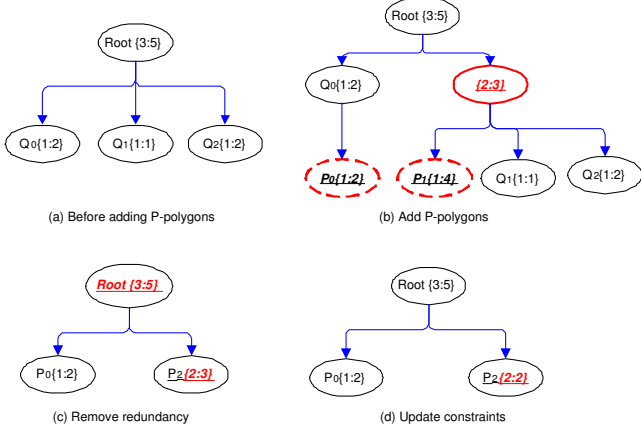 Root {3:5}
Q0{1:2}
Q1{1:1}
Q2{1:2}
(a) Before adding P-polygons
Root {3:5}
Q0{1:2}
{2:3}
P0{1:2}
P1{1:4}
Q1{1:1}
Q2{1:2}
(b) Add P-polygons
Root {3:5}
P0{1:2}
P2{2:3}
(c) Remove redundancy
Root {3:5}
P0{1:2}
P2{2:2}
(d) Update constraints